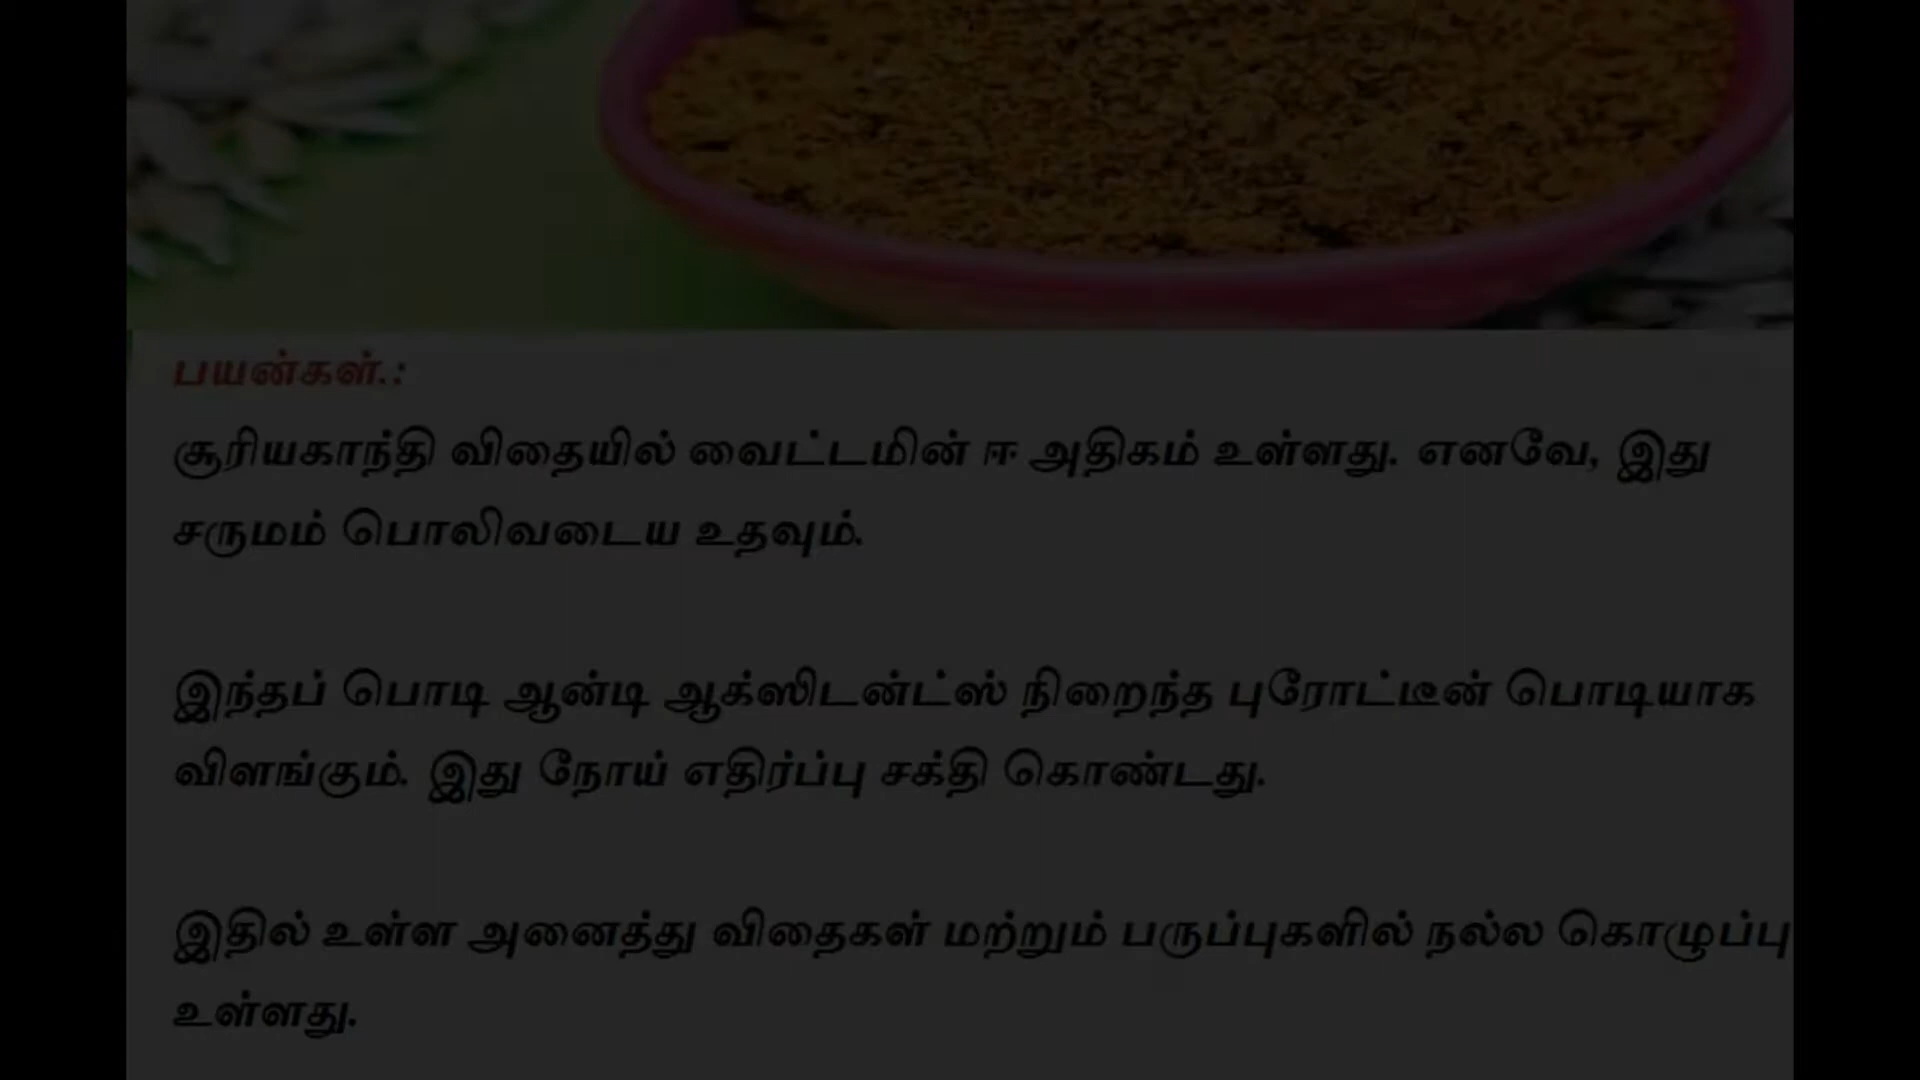 பயன்கள்.:
சூரியகாந்தி விதையில் வைட்டமின் ஈ அதிகம் உள்ளது. எனவே, இது
சருமம் பொலிவடைய உதவும்.
இந்தப் பொடி ஆண்டி ஆக்ஸிடன்ட்ஸ் நிறைந்த புரோட்டீன் பொடியாக
விளங்கும். இது நோய் எதிர்ப்பு சக்தி கொண்டது.
இதில் உள்ள அனைத்து விதைகள் மற்றும் பருப்புகளில் நல்ல கொழுப்பு
உள்ளது.